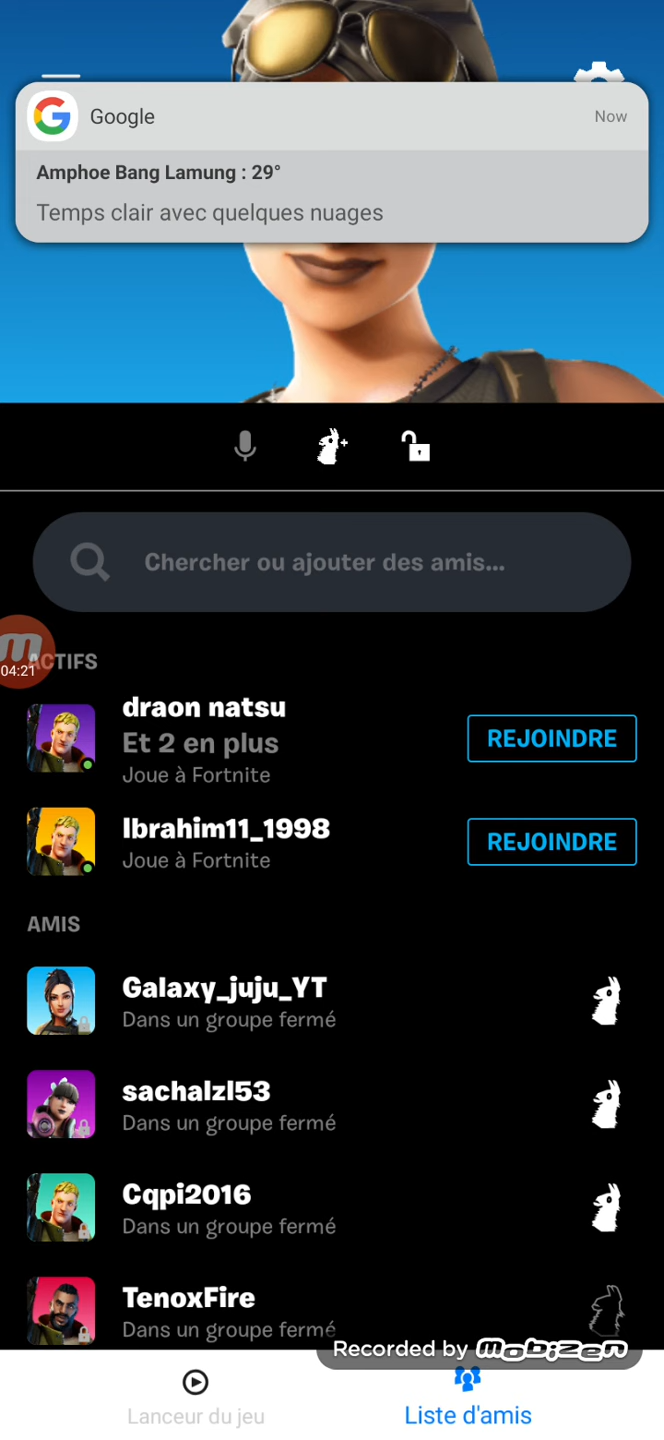 Google
Now
Amphoe Bang Lamung : 29°
Temps clair avec quelques nuages
Chercher ou ajouter des amis...
04:21
ACTIFS
draon natsu
Et 2 en plus
Joue à Fortnite
REJOINDRE
Ibrahim11_1998
Joue à Fortnite
REJOINDRE
AMIS
Galaxy_juju_YT
Dans un groupe fermé
sachalzl53
Dans un groupe fermé
Cqpi2016
Dans un groupe fermé
TenoxFire
Dans un groupe fermé
Recorded by mobizen
Lanceur du jeu
Liste d'amis